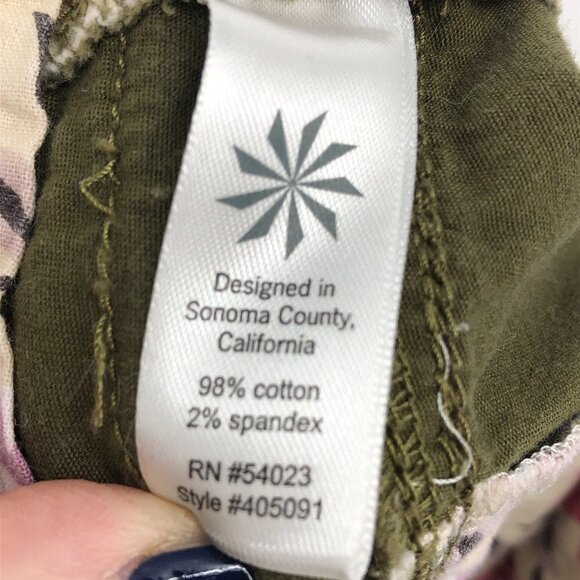 Designed in
Sonoma County,
California
98% cotton
2% spandex
RN #54023
Style #405091